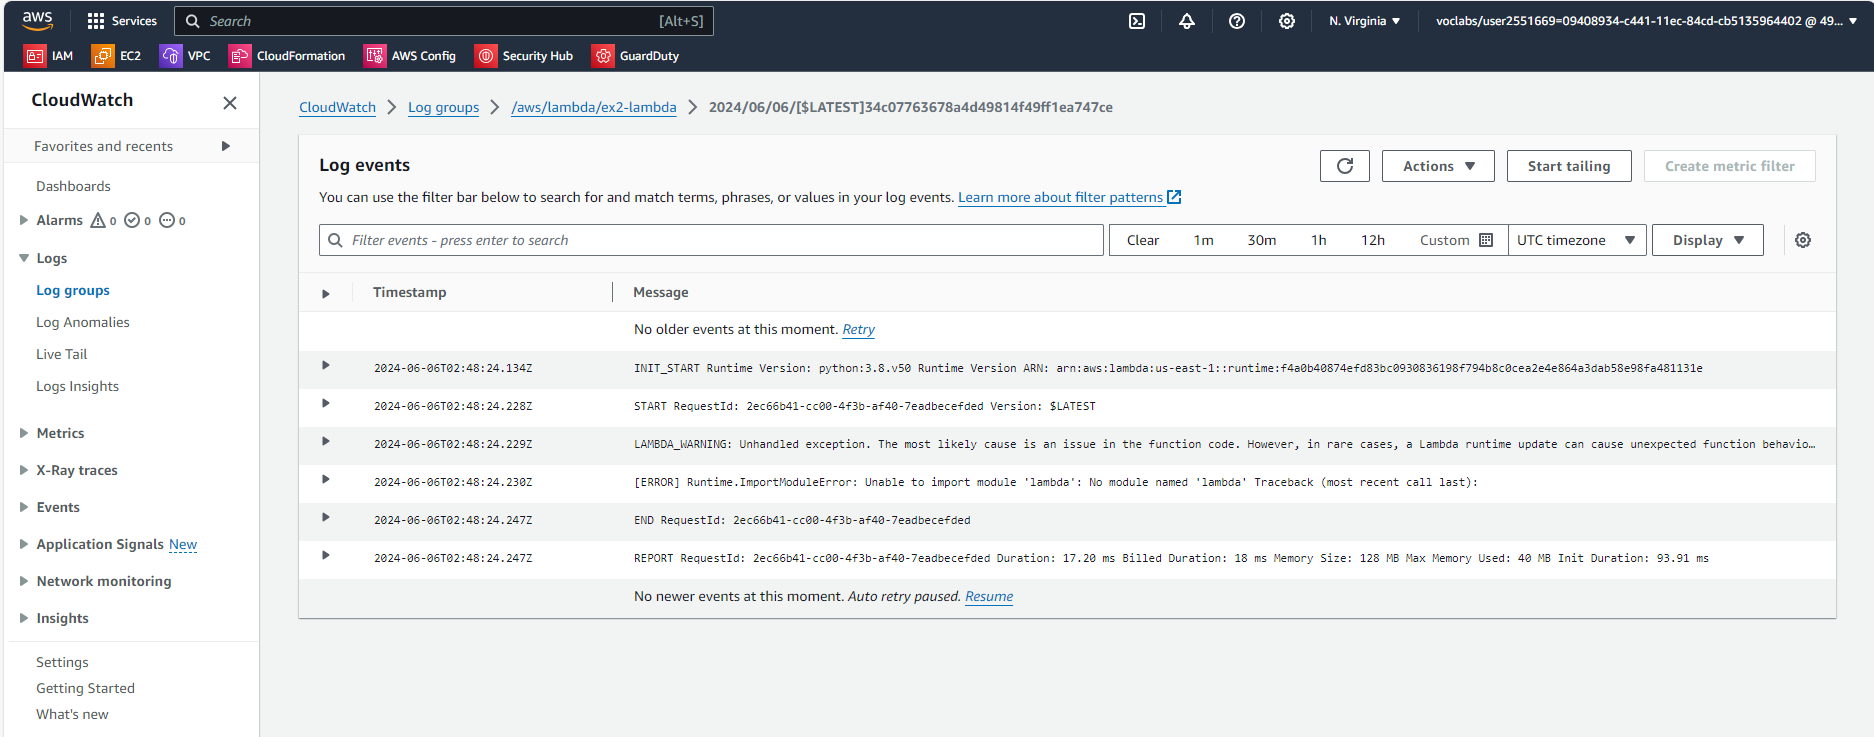 aws Services Search [Alt+S] N. Virginia voclabs/user2551669=09408934-c441-11ec-84cd-cb5135964402 @ 49...
IAM EC2 VPC CloudFormation AWS Config Security Hub GuardDuty
CloudWatch
Favorites and recents
Dashboards
Alarms 0 0 0
Logs
Log groups
Log Anomalies
Live Tail
Logs Insights
Metrics
X-Ray traces
Events
Application Signals New
Network monitoring
Insights
Settings
Getting Started
What's new
CloudWatch Log groups /aws/lambda/ex2-lambda 2024/06/06/[$LATEST]34c07763678a4d49814f49ff1ea747ce
Log events
Actions Start tailing Create metric filter
You can use the filter bar below to search for and match terms, phrases, or values in your log events. Learn more about filter patterns
Filter events - press enter to search Clear 1m 30m 1h 12h Custom UTC timezone Display
Timestamp Message
No older events at this moment. Retry
2024-06-06T02:48:24.134Z INIT_START Runtime Version: python:3.8.v50 Runtime Version ARN: arn:aws:lambda:us-east-1::runtime:f4a0b40874efd83bc0930836198f794b8c0cea2e4e864a3dab58e98fa481131e
2024-06-06T02:48:24.228Z START RequestId: 2ec66b41-cc00-4f3b-af40-7eadbecefded Version: $LATEST
2024-06-06T02:48:24.229Z LAMBDA_WARNING: Unhandled exception. The most likely cause is an issue in the function code. However, in rare cases, a Lambda runtime update can cause unexpected function behavio…
2024-06-06T02:48:24.230Z [ERROR] Runtime.ImportModuleError: Unable to import module 'lambda': No module named 'lambda' Traceback (most recent call last):
2024-06-06T02:48:24.247Z END RequestId: 2ec66b41-cc00-4f3b-af40-7eadbecefded
2024-06-06T02:48:24.247Z REPORT RequestId: 2ec66b41-cc00-4f3b-af40-7eadbecefded Duration: 17.20 ms Billed Duration: 18 ms Memory Size: 128 MB Max Memory Used: 40 MB Init Duration: 93.91 ms
No newer events at this moment. Auto retry paused. Resume